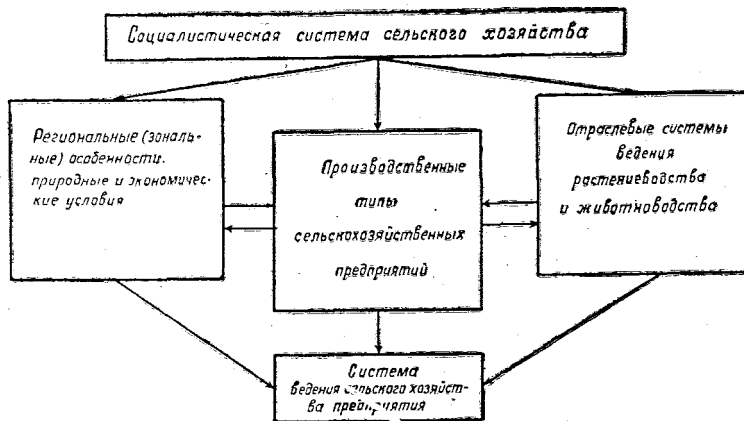 Социалистическая система сельского хозяйства
Региональные (зональ-
ные) особенности.
природные и экономичес-
кие условия
Производственные
типы
сельскохозяйственных
предприятий
Отраслевые системы
ведения
растениеводства
и животноводства
Система
ведения сельского хозяйст-
ва предприятия